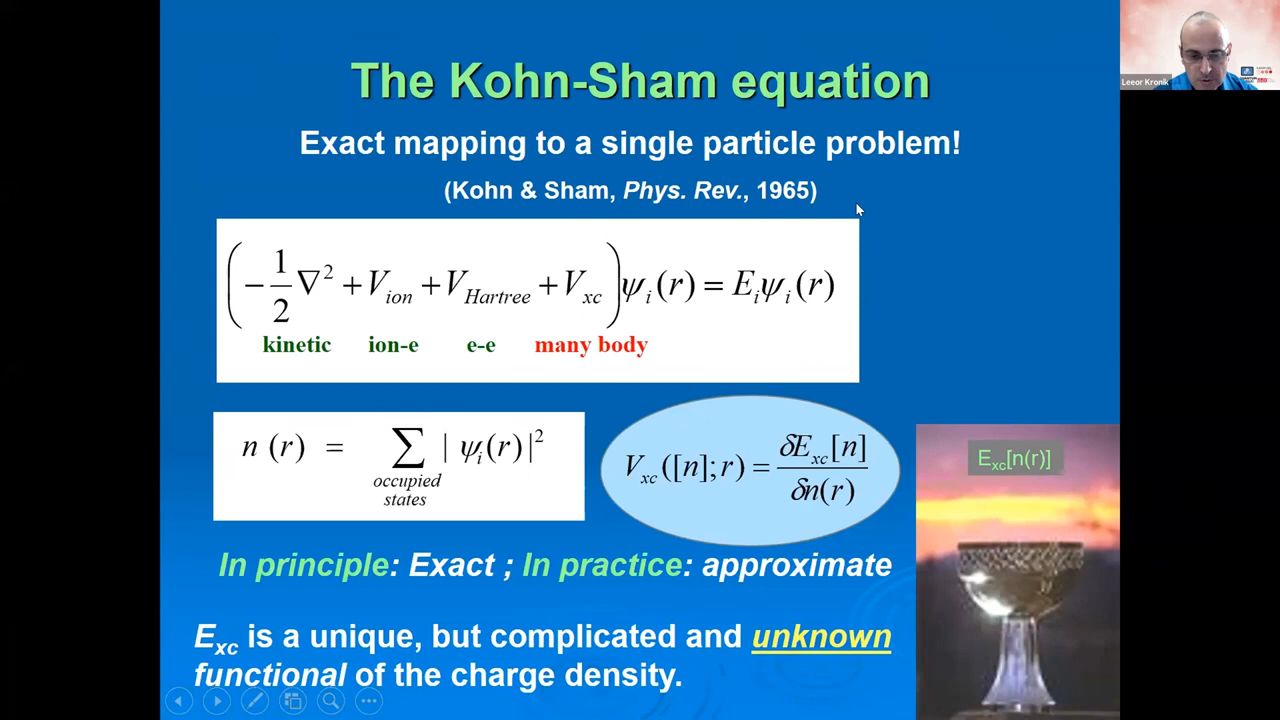 The Kohn-Sham equation
Exact mapping to a single particle problem!
(Kohn & Sham, Phys. Rev., 1965)
(-1/2 ∇² + V_ion + V_Hartree + V_xc) ψ_i(r) = E_i ψ_i(r)
kinetic ion-e e-e many body
n (r) = ∑ | ψ_i(r) |²
occupied
states
V_xc([n];r) = δE_xc[n] / δn(r)
E_xc[n(r)]
In principle: Exact ; In practice: approximate
E_xc is a unique, but complicated and unknown
functional of the charge density.
Leeor Kronik